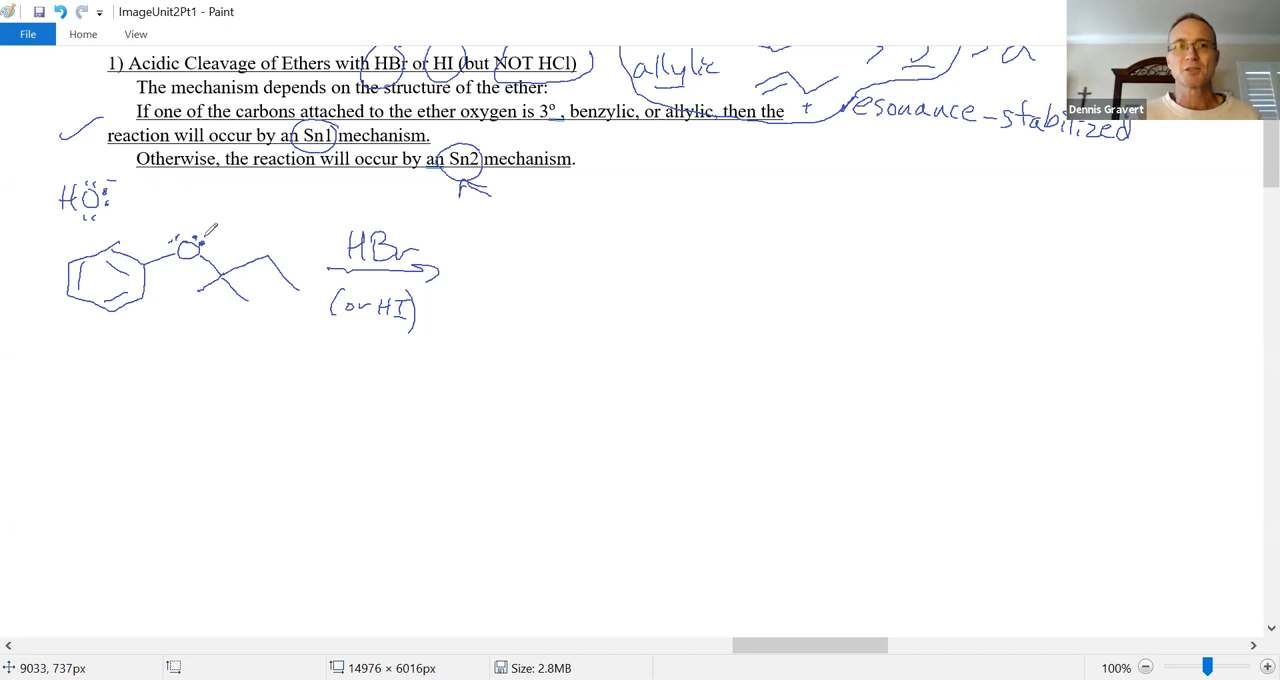 ImageUnit2Pt1 - Paint
File Home View
1) Acidic Cleavage of Ethers with HBr or HI (but NOT HCl)
The mechanism depends on the structure of the ether:
If one of the carbons attached to the ether oxygen is 3º , benzylic, or allylic, then the
reaction will occur by an Sn1 mechanism.
Otherwise, the reaction will occur by an Sn2 mechanism.
allylic
+
resonance-stabilized
Dennis Gravert
HO
-
O
HBr
(or HI)
9033, 737px
14976 × 6016px
Size: 2.8MB
100%